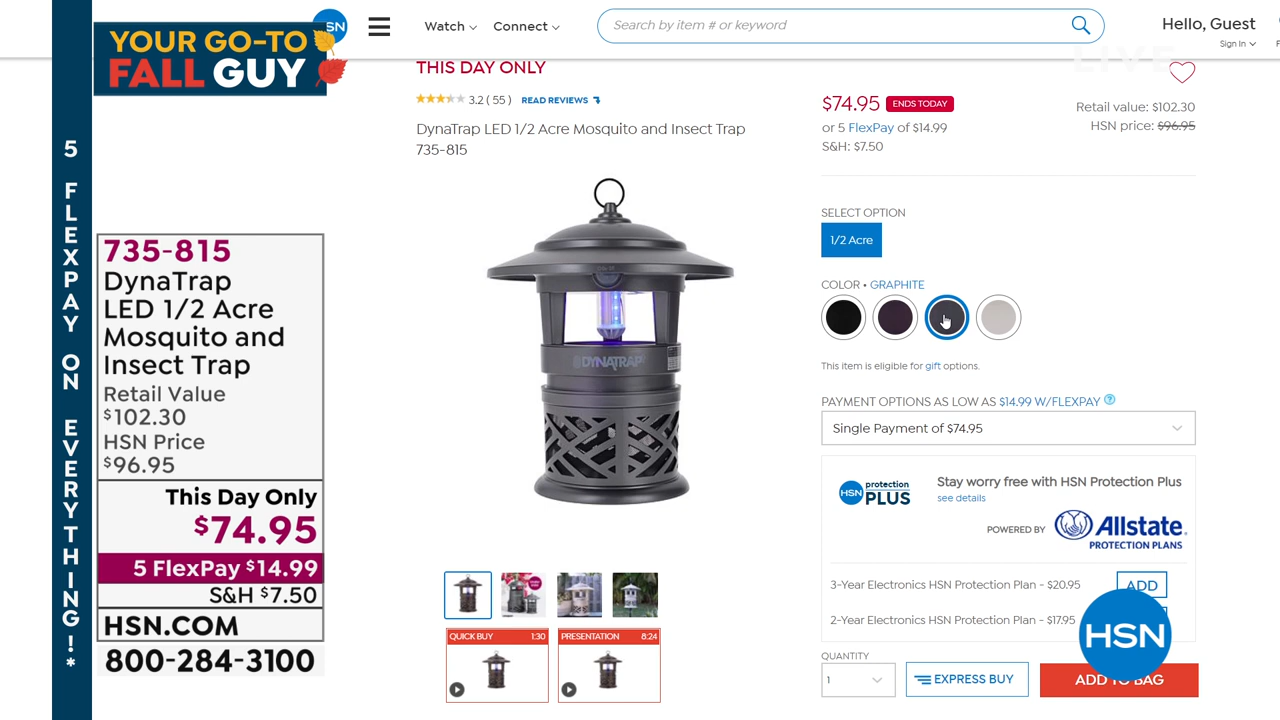 5 FLEXPAY ON EVERYTHING!*
YOUR GO-TO
FALL GUY
HSN
Watch
Connect
Search by item # or keyword
Hello, Guest
Sign In
LIVE
THIS DAY ONLY
3.2 ( 55 ) READ REVIEWS
DynaTrap LED 1/2 Acre Mosquito and Insect Trap
735-815
$74.95 ENDS TODAY
or 5 FlexPay of $14.99
S&H: $7.50
Retail value: $102.30
HSN price: $96.95
SELECT OPTION
1/2 Acre
COLOR • GRAPHITE
This item is eligible for gift options.
PAYMENT OPTIONS AS LOW AS $14.99 W/FLEXPAY ?
Single Payment of $74.95
HSN protection PLUS
Stay worry free with HSN Protection Plus
see details
POWERED BY Allstate.
PROTECTION PLANS
3-Year Electronics HSN Protection Plan - $20.95 ADD
2-Year Electronics HSN Protection Plan - $17.95
HSN
QUANTITY
1
EXPRESS BUY
ADD TO BAG
DYNATRAP
QUICK BUY 1:30
PRESENTATION 8:24
735-815
DynaTrap
LED 1/2 Acre
Mosquito and
Insect Trap
Retail Value
$102.30
HSN Price
$96.95
This Day Only
$74.95
5 FlexPay $14.99
S&H $7.50
HSN.COM
800-284-3100